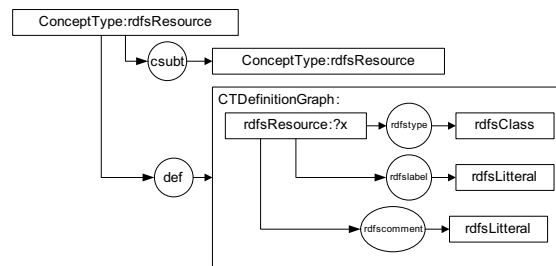 ConceptType:rdfsResource
csubt
ConceptType:rdfsResource
CTDefinitionGraph:
rdfsResource:?x
rdfstype
rdfsClass
def
rdfslabel
rdfsLitteral
rdfscomment
rdfsLitteral